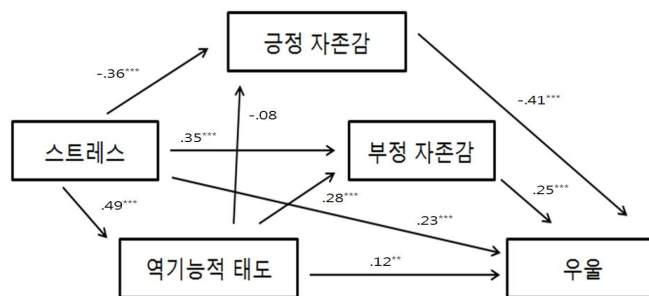 긍정 자존감
-.36***
-.08
-.41***
스트레스
.35***
부정 자존감
.49***
.28***
.23***
.25***
역기능적 태도
.12**
우울